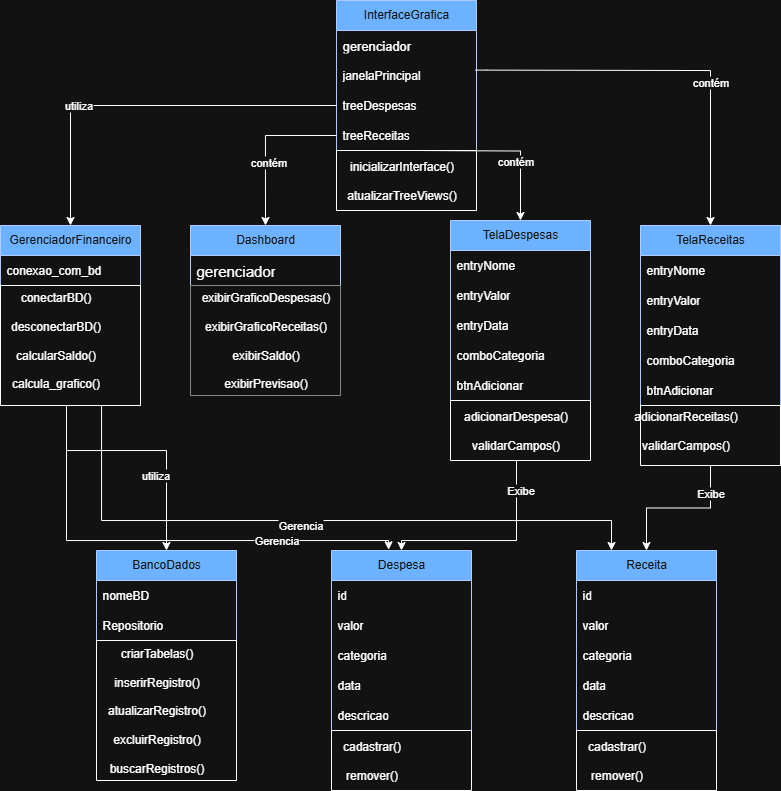 InterfaceGrafica
gerenciador
janelaPrincipal
treeDespesas
treeReceitas
inicializarInterface()
atualizarTreeViews()
utiliza
contém
contém
contém
GerenciadorFinanceiro
conexao_com_bd
conectarBD()
desconectarBD()
calcularSaldo()
calcula_grafico()
Dashboard
gerenciador
exibirGraficoDespesas()
exibirGraficoReceitas()
exibirSaldo()
exibirPrevisao()
TelaDespesas
entryNome
entryValor
entryData
comboCategoria
btnAdicionar
adicionarDespesa()
validarCampos()
TelaReceitas
entryNome
entryValor
entryData
comboCategoria
btnAdicionar
adicionarReceitas()
validarCampos()
utiliza
Exibe
Exibe
Gerencia
Gerencia
BancoDados
nomeBD
Repositorio
criarTabelas()
inserirRegistro()
atualizarRegistro()
excluirRegistro()
buscarRegistros()
Despesa
id
valor
categoria
data
descricao
cadastrar()
remover()
Receita
id
valor
categoria
data
descricao
cadastrar()
remover()